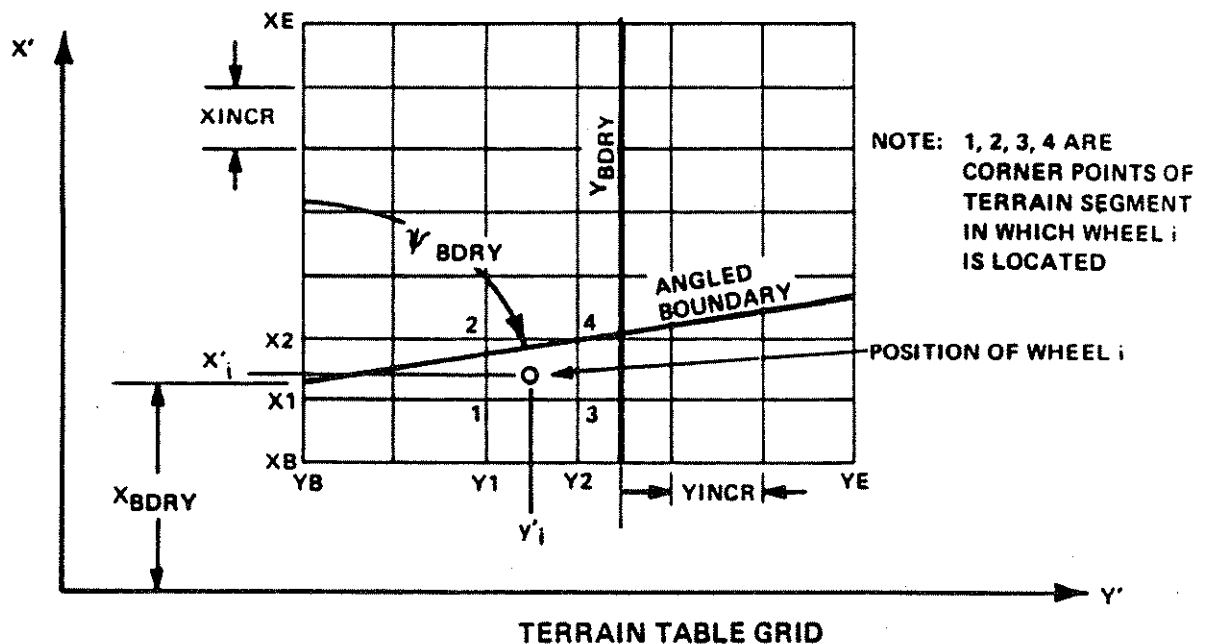 XE
X'
XINCR
YBDRY
NOTE: 1, 2, 3, 4 ARE
CORNER POINTS OF
TERRAIN SEGMENT
IN WHICH WHEEL i
IS LOCATED
ψ BDRY
ANGLED
BOUNDARY
2
4
X2
X'i
POSITION OF WHEEL i
X1
1
3
XB
YB
Y1
Y2
YINCR
YE
XBDRY
y'i
Y'
TERRAIN TABLE GRID